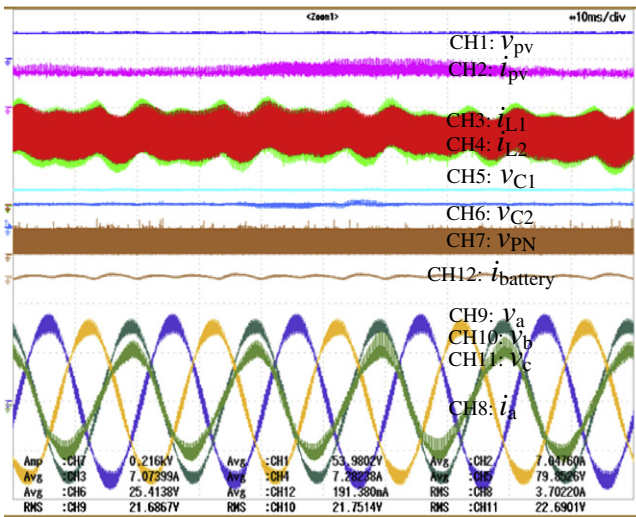 <Zoom1> ↔10ms/div
CH1: vpv
CH2: ipv
CH3: iL1
CH4: iL2
CH5: vC1
CH6: vC2
CH7: vPN
CH12: ibattery
CH9: va
CH10: vb
CH11: vc
CH8: ia
Amp :CH7 0.216kV Avg :CH1 53.9802V Avg :CH2 7.04760A
Avg :CH3 7.07399A Avg :CH4 7.28238A Avg :CH5 79.8526V
Avg :CH6 25.4138V Avg :CH12 191.380mA RMS :CH8 3.70220A
RMS :CH9 21.6867V RMS :CH10 21.7514V RMS :CH11 22.6901V